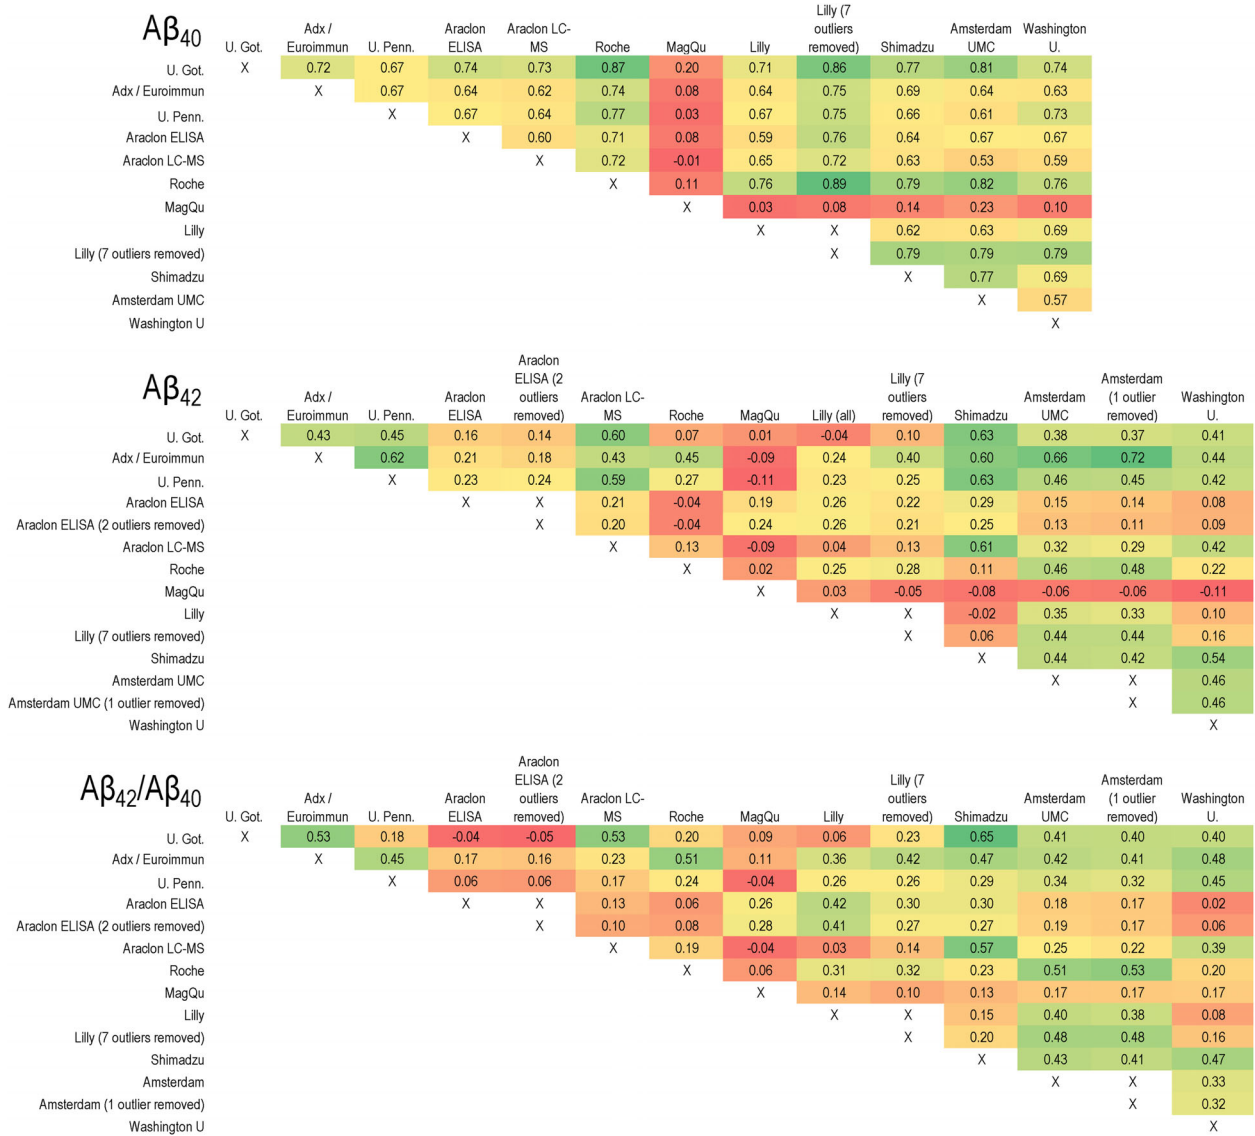 Aβ40
U. Got. Adx / Euroimmun U. Penn. Araclon ELISA Araclon LC-MS Roche MagQu Lilly Lilly (7 outliers removed) Shimadzu Amsterdam UMC Washington U.
U. Got. X 0.72 0.67 0.74 0.73 0.87 0.20 0.71 0.86 0.77 0.81 0.74
Adx / Euroimmun X 0.67 0.64 0.62 0.74 0.08 0.64 0.75 0.69 0.64 0.63
U. Penn. X 0.67 0.64 0.77 0.03 0.67 0.75 0.66 0.61 0.73
Araclon ELISA X 0.60 0.71 0.08 0.59 0.76 0.64 0.67 0.67
Araclon LC-MS X 0.72 -0.01 0.65 0.72 0.63 0.53 0.59
Roche X 0.11 0.76 0.89 0.79 0.82 0.76
MagQu X 0.03 0.08 0.14 0.23 0.10
Lilly X X 0.62 0.63 0.69
Lilly (7 outliers removed) X 0.79 0.79 0.79
Shimadzu X 0.77 0.69
Amsterdam UMC X 0.57
Washington U X
Aβ42
U. Got. Adx / Euroimmun U. Penn. Araclon ELISA Araclon ELISA (2 outliers removed) Araclon LC-MS Roche MagQu Lilly (all) Lilly (7 outliers removed) Shimadzu Amsterdam UMC Amsterdam (1 outlier removed) Washington U.
U. Got. X 0.43 0.45 0.16 0.14 0.60 0.07 0.01 -0.04 0.10 0.63 0.38 0.37 0.41
Adx / Euroimmun X 0.62 0.21 0.18 0.43 0.45 -0.09 0.24 0.40 0.60 0.66 0.72 0.44
U. Penn. X 0.23 0.24 0.59 0.27 -0.11 0.23 0.25 0.63 0.46 0.45 0.42
Araclon ELISA X X 0.21 -0.04 0.19 0.26 0.22 0.29 0.15 0.14 0.08
Araclon ELISA (2 outliers removed) X 0.20 -0.04 0.24 0.26 0.21 0.25 0.13 0.11 0.09
Araclon LC-MS X 0.13 -0.09 0.04 0.13 0.61 0.32 0.29 0.42
Roche X 0.02 0.25 0.28 0.11 0.46 0.48 0.22
MagQu X 0.03 -0.05 -0.08 -0.06 -0.06 -0.11
Lilly X X -0.02 0.35 0.33 0.10
Lilly (7 outliers removed) X 0.06 0.44 0.44 0.16
Shimadzu X 0.44 0.42 0.54
Amsterdam UMC X X 0.46
Amsterdam UMC (1 outlier removed) X 0.46
Washington U X
Aβ42/Aβ40
U. Got. Adx / Euroimmun U. Penn. Araclon ELISA Araclon ELISA (2 outliers removed) Araclon LC-MS Roche MagQu Lilly Lilly (7 outliers removed) Shimadzu Amsterdam UMC Amsterdam (1 outlier removed) Washington U.
U. Got. X 0.53 0.18 -0.04 -0.05 0.53 0.20 0.09 0.06 0.23 0.65 0.41 0.40 0.40
Adx / Euroimmun X 0.45 0.17 0.16 0.23 0.51 0.11 0.36 0.42 0.47 0.42 0.41 0.48
U. Penn. X 0.06 0.06 0.17 0.24 -0.04 0.26 0.26 0.29 0.34 0.32 0.45
Araclon ELISA X X 0.13 0.06 0.26 0.42 0.30 0.30 0.18 0.17 0.02
Araclon ELISA (2 outliers removed) X 0.10 0.08 0.28 0.41 0.27 0.27 0.19 0.17 0.06
Araclon LC-MS X 0.19 -0.04 0.03 0.14 0.57 0.25 0.22 0.39
Roche X 0.06 0.31 0.32 0.23 0.51 0.53 0.20
MagQu X 0.14 0.10 0.13 0.17 0.17 0.17
Lilly X X 0.15 0.40 0.38 0.08
Lilly (7 outliers removed) X 0.20 0.48 0.48 0.16
Shimadzu X 0.43 0.41 0.47
Amsterdam X X 0.33
Amsterdam (1 outlier removed) X 0.32
Washington U X